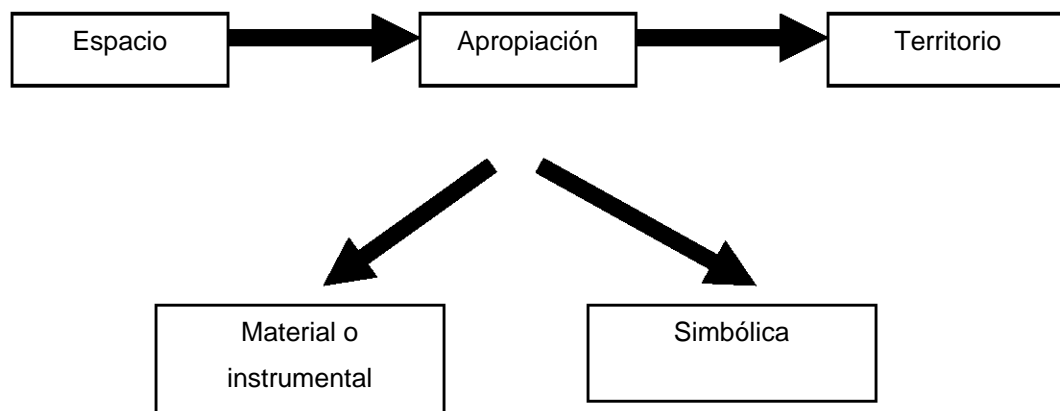 Espacio
Apropiación
Territorio
Material o
instrumental
Simbólica